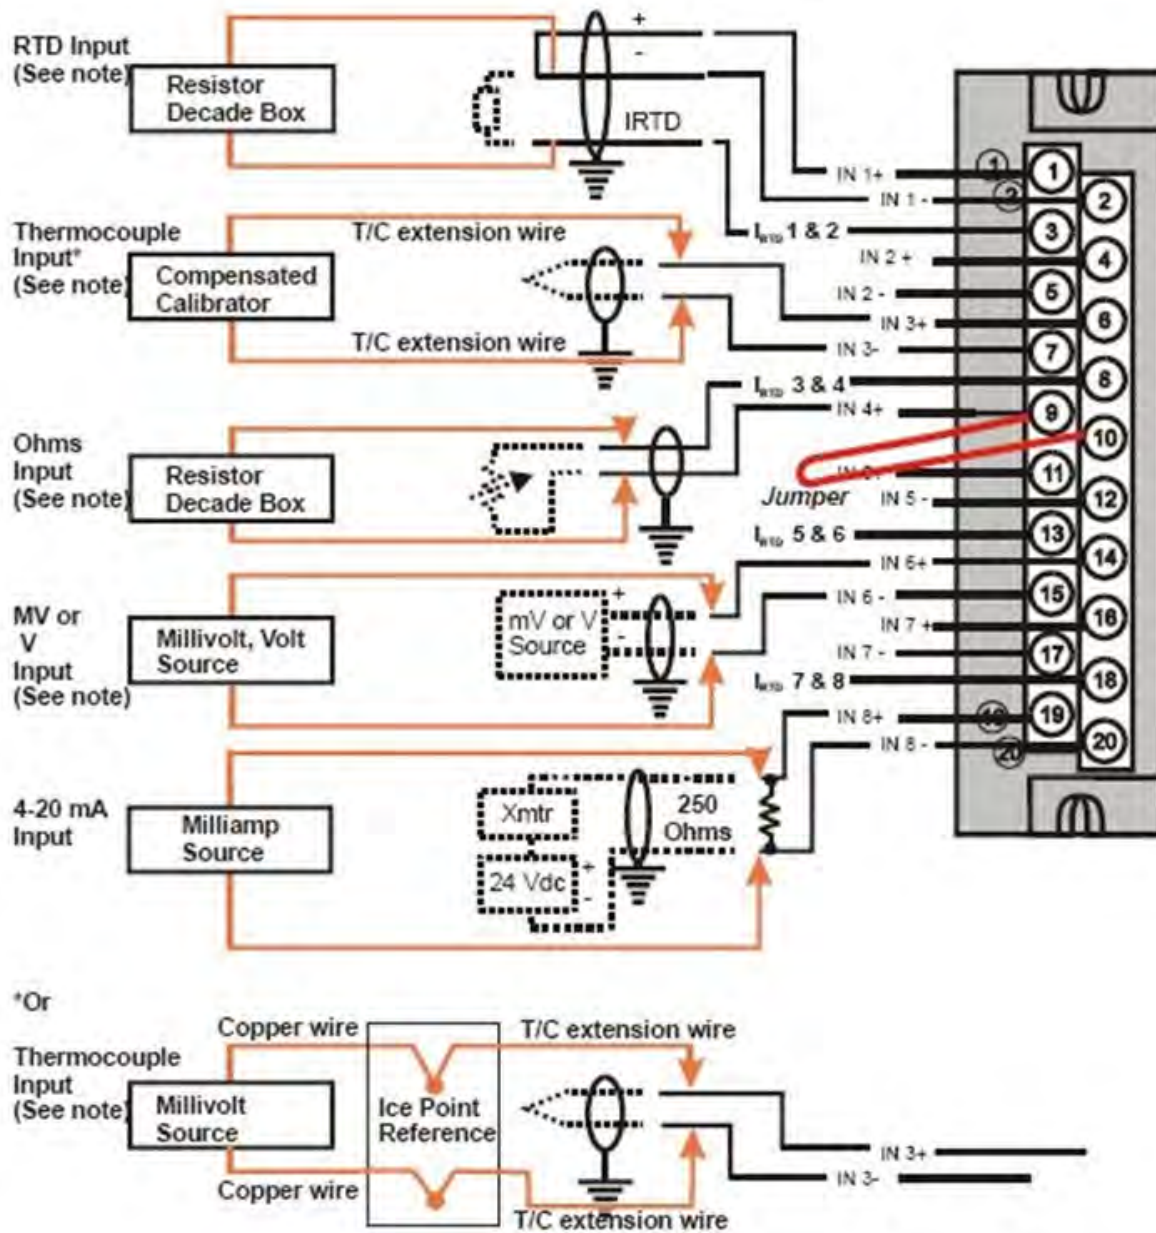 RTD Input
(See note)
Resistor
Decade Box
+
-
IRTD
Thermocouple
Input*
(See note)
Compensated
Calibrator
T/C extension wire
T/C extension wire
Ohms
Input
(See note)
Resistor
Decade Box
MV or
V
Input
(See note)
Millivolt, Volt
Source
+
-
mV or V
Source
4-20 mA
Input
Milliamp
Source
Xmtr
24 Vdc
+
-
250
Ohms
IN 1+
IN 1 -
IRTD 1 & 2
IN 2 +
IN 2 -
IN 3+
IN 3-
IRTD 3 & 4
IN 4+
Jumper
IN 5 -
IRTD 5 & 6
IN 6+
IN 6 -
IN 7 +
IN 7 -
IRTD 7 & 8
IN 8+
IN 8 -
1
20
1
2
3
4
5
6
7
8
9
10
11
12
13
14
15
16
17
18
19
20
*Or
Thermocouple
Input
(See note)
Millivolt
Source
Copper wire
Copper wire
Ice Point
Reference
T/C extension wire
T/C extension wire
IN 3+
IN 3-